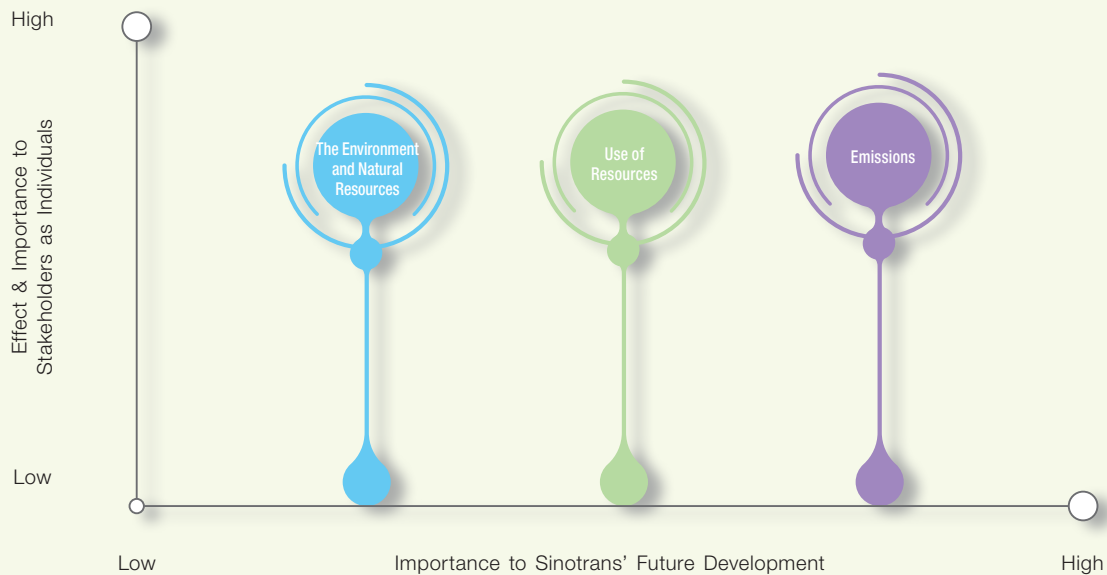 High
Effect & Importance to
Stakeholders as Individuals
The Environment
and Natural
Resources
Use of
Resources
Emissions
Low
Low
Importance to Sinotrans’ Future Development
High